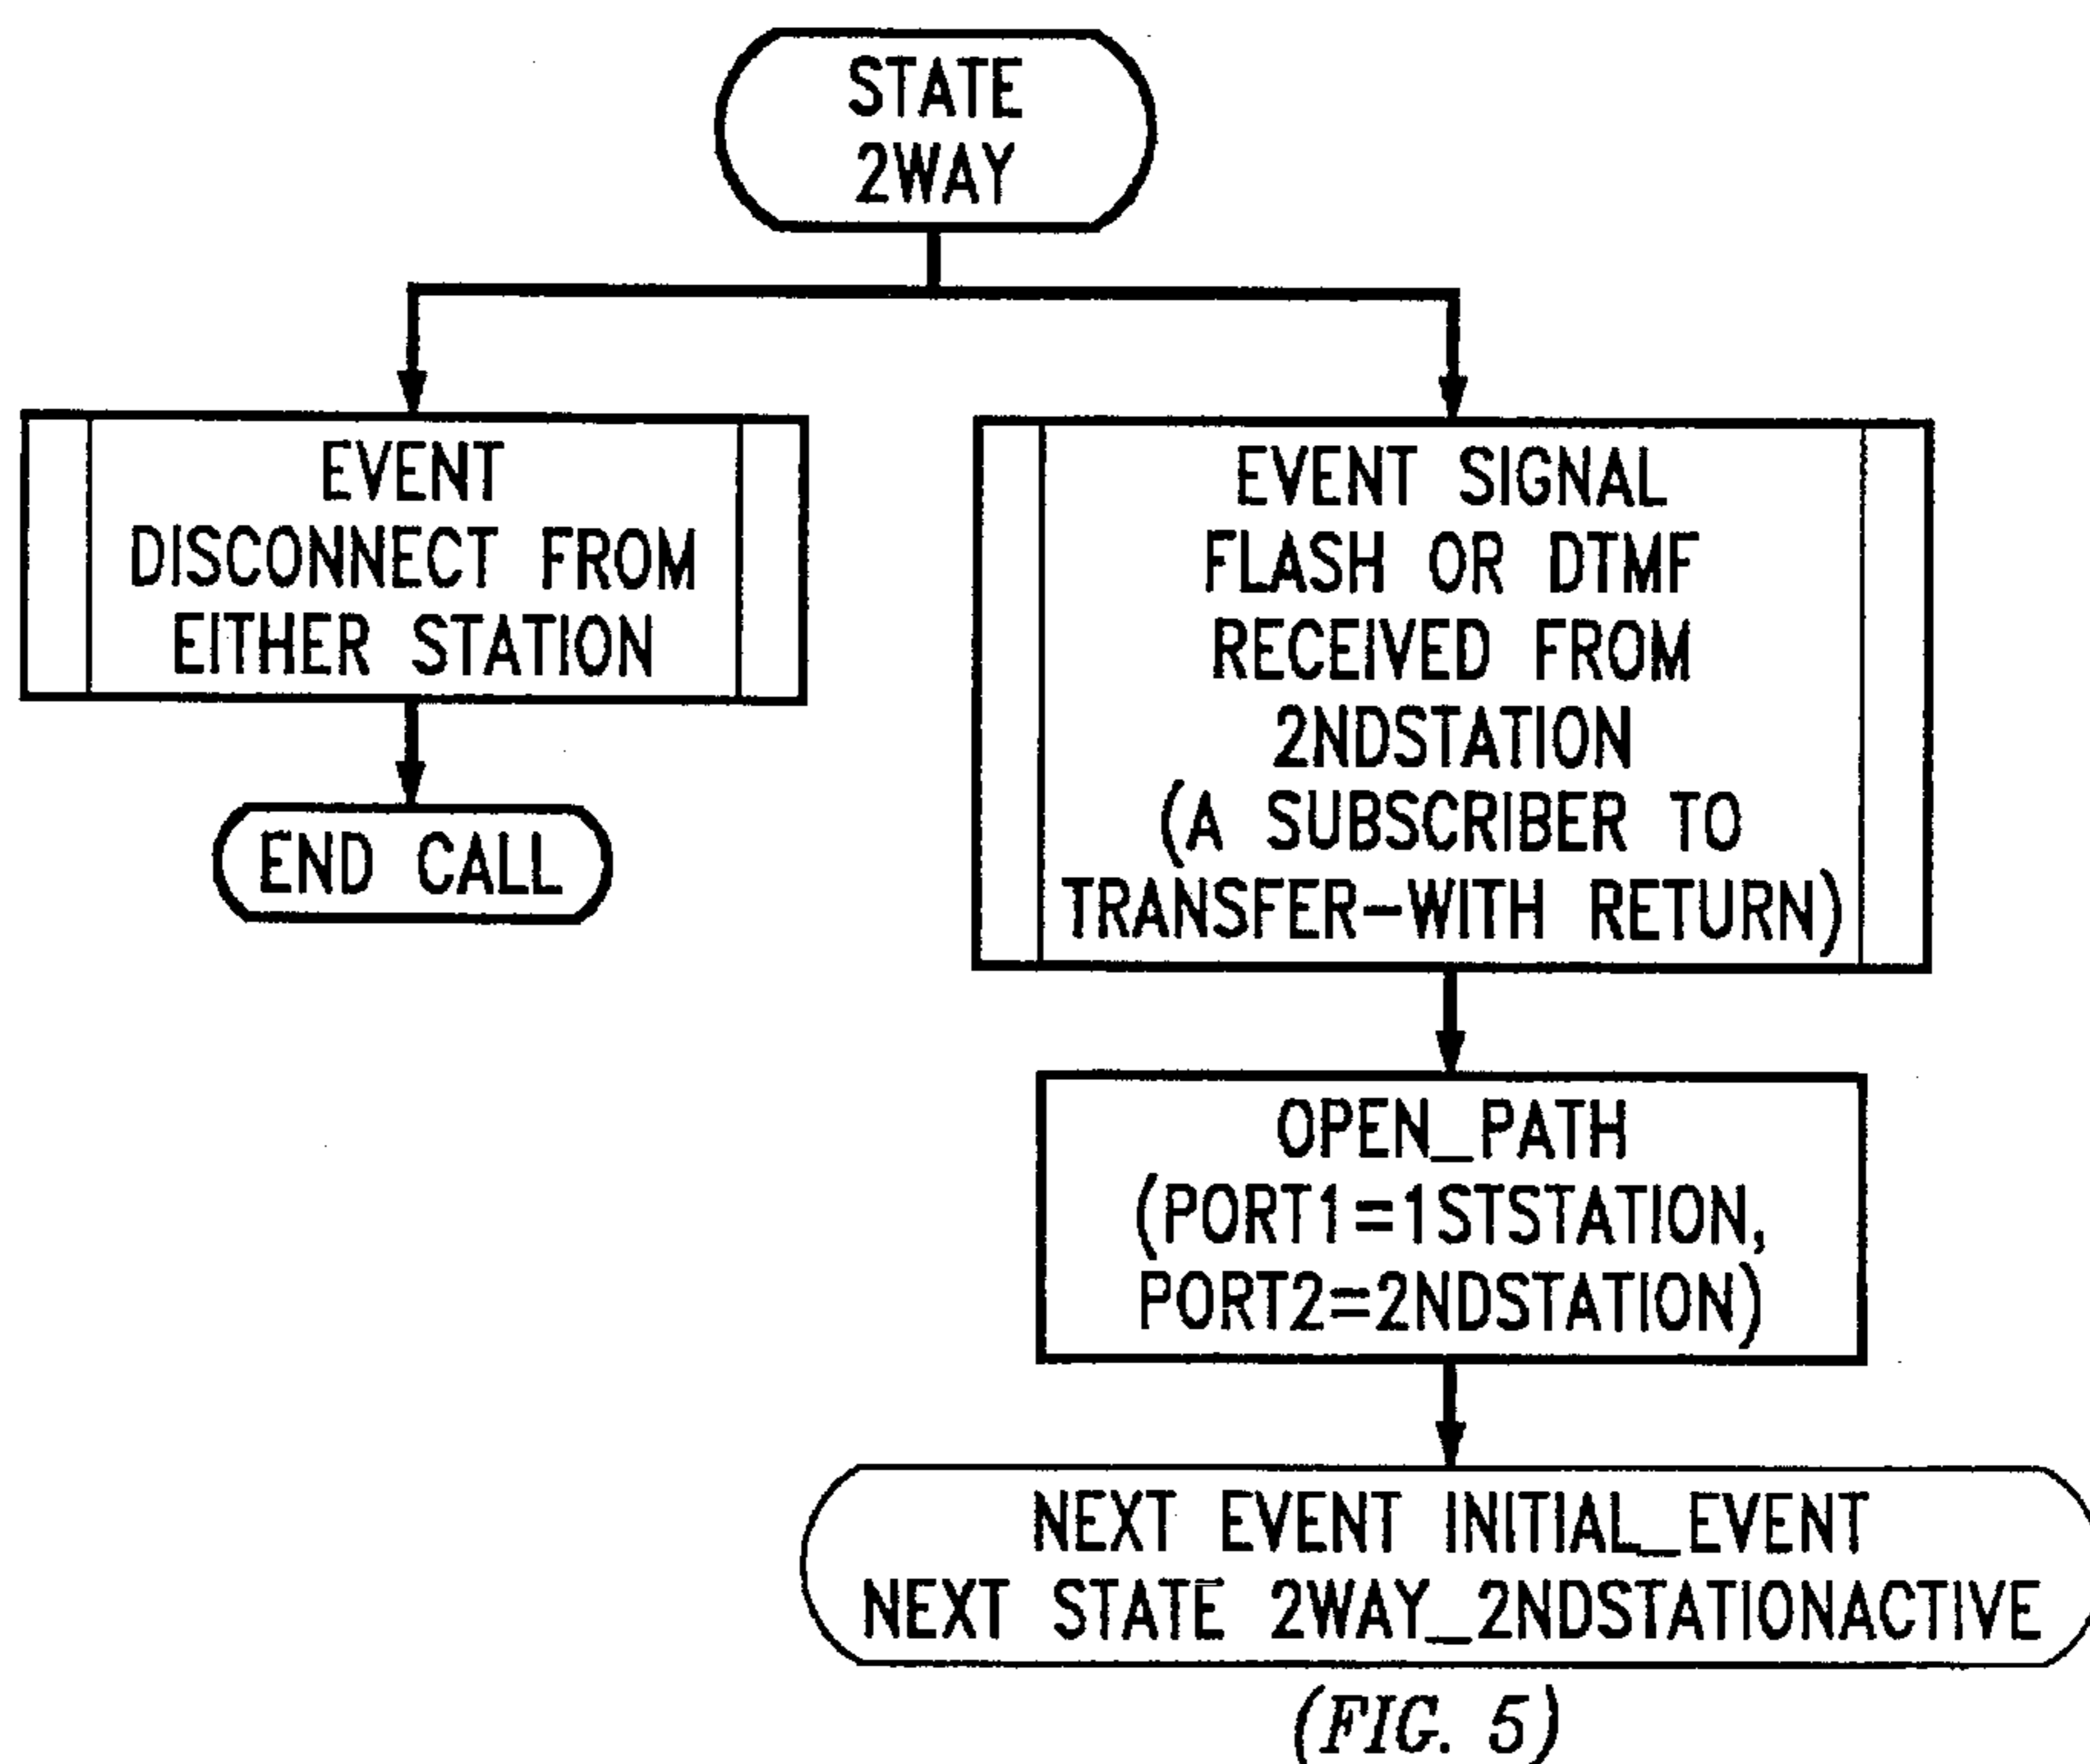 STATE
2WAY
EVENT
DISCONNECT FROM
EITHER STATION
END CALL
EVENT SIGNAL
FLASH OR DTMF
RECEIVED FROM
2NDSTATION
(A SUBSCRIBER TO
TRANSFER-WITH RETURN)
OPEN_PATH
(PORT1=1STSTATION,
PORT2=2NDSTATION)
NEXT EVENT INITIAL_EVENT
NEXT STATE 2WAY_2NDSTATIONACTIVE
(FIG. 5)